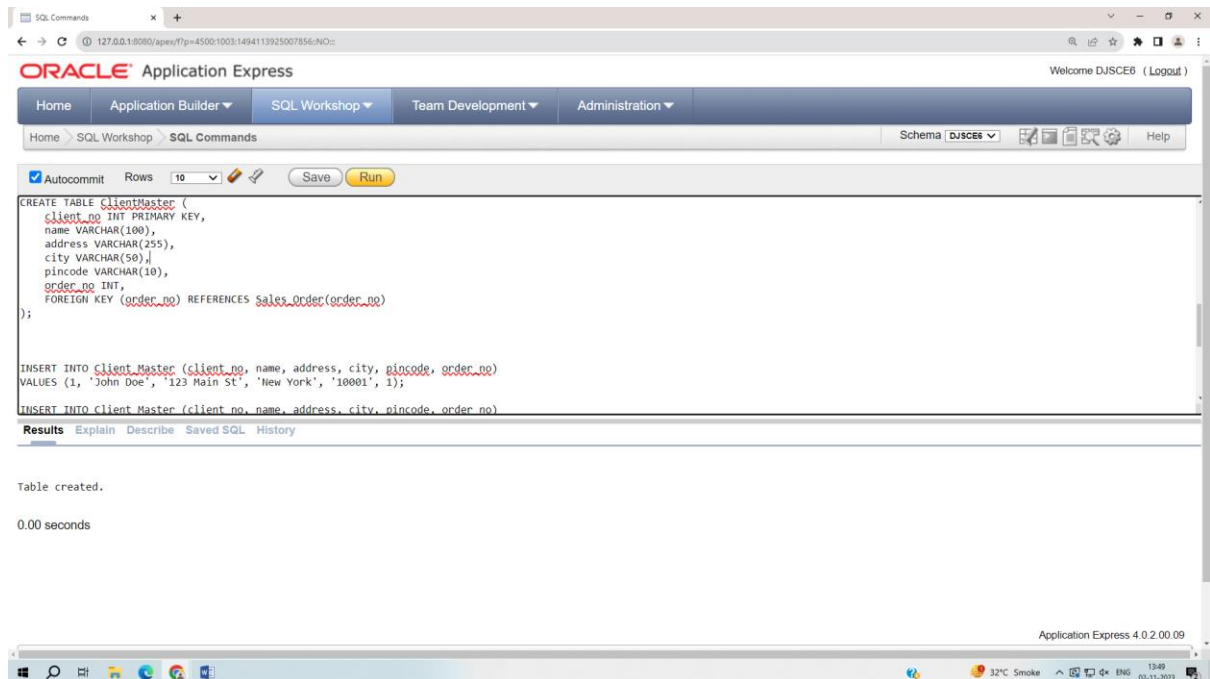 SQL Commands
127.0.0.1:8080/apex/f?p=4500:1003:1494113925007856::NO:::
ORACLE Application Express
Welcome DJSCE6 ( Logout )
Home Application Builder SQL Workshop Team Development Administration
Home SQL Workshop SQL Commands Schema DJSCE6 Help
Autocommit Rows 10 Save Run
CREATE TABLE ClientMaster (
client_no INT PRIMARY KEY,
name VARCHAR(100),
address VARCHAR(255),
city VARCHAR(50),
pincode VARCHAR(10),
order_no INT,
FOREIGN KEY (order_no) REFERENCES Sales_Order(order_no)
);
INSERT INTO Client_Master (client_no, name, address, city, pincode, order_no)
VALUES (1, 'John Doe', '123 Main St', 'New York', '10001', 1);
INSERT INTO Client_Master (client_no, name, address, city, pincode, order_no)
Results Explain Describe Saved SQL History
Table created.
0.00 seconds
Application Express 4.0.2.00.09
32°C Smoke ENG 13:49
02-11-2023